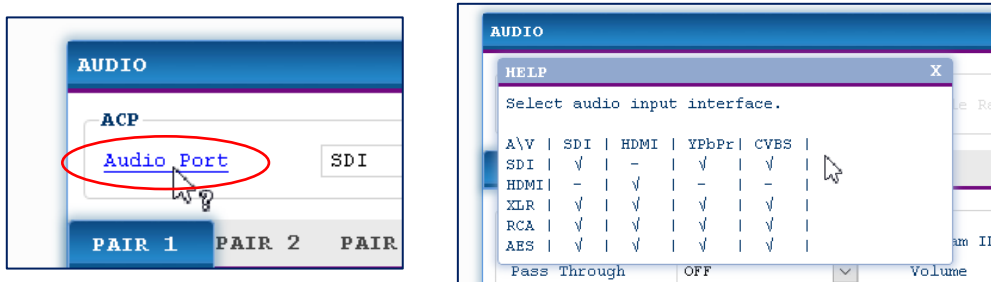 AUDIO
ACP
Audio Port SDI
PAIR 1 PAIR 2 PAIR
AUDIO
HELP X
Select audio input interface.
A\V | SDI | HDMI | YPbPr| CVBS |
SDI | √ | – | √ | √ |
HDMI| – | √ | – | – |
XLR | √ | √ | √ | √ |
RCA | √ | √ | √ | √ |
AES | √ | √ | √ | √ |
Pass Through OFF Volume